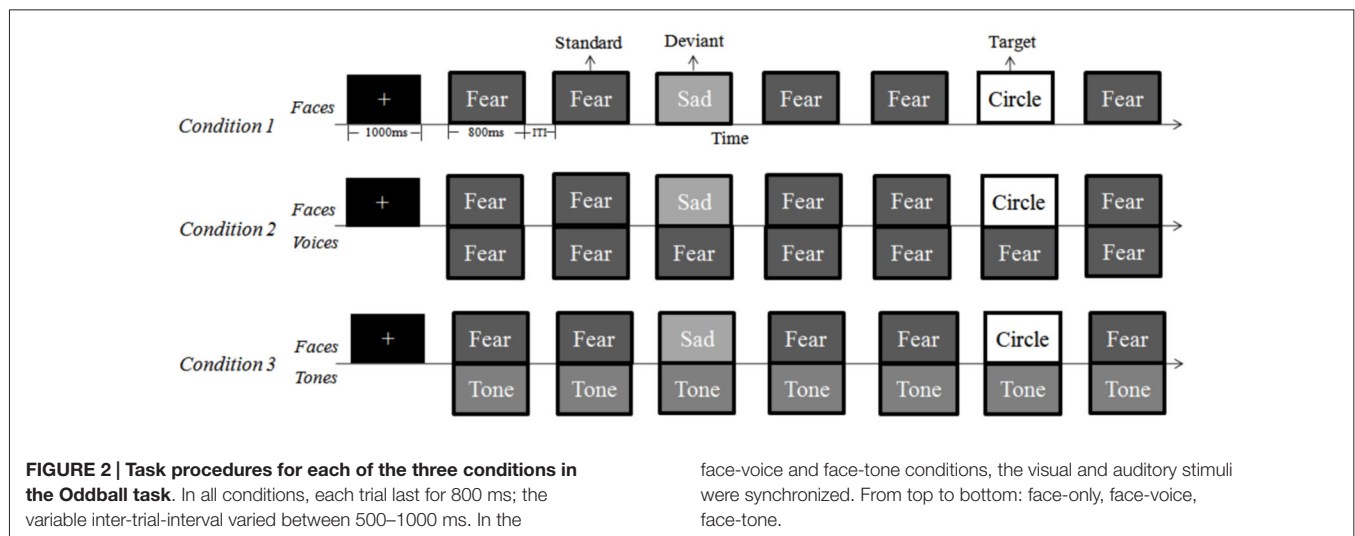 Standard Deviant Target
Faces + Fear Fear Sad Fear Fear Circle Fear
Condition 1
1000ms 800ms ITI Time
Faces + Fear Fear Sad Fear Fear Circle Fear
Condition 2
Voices Fear Fear Fear Fear Fear Fear Fear
Faces + Fear Fear Sad Fear Fear Circle Fear
Condition 3
Tones Tone Tone Tone Tone Tone Tone Tone
FIGURE 2 | Task procedures for each of the three conditions in
the Oddball task. In all conditions, each trial last for 800 ms; the
variable inter-trial-interval varied between 500–1000 ms. In the
face-voice and face-tone conditions, the visual and auditory stimuli
were synchronized. From top to bottom: face-only, face-voice,
face-tone.